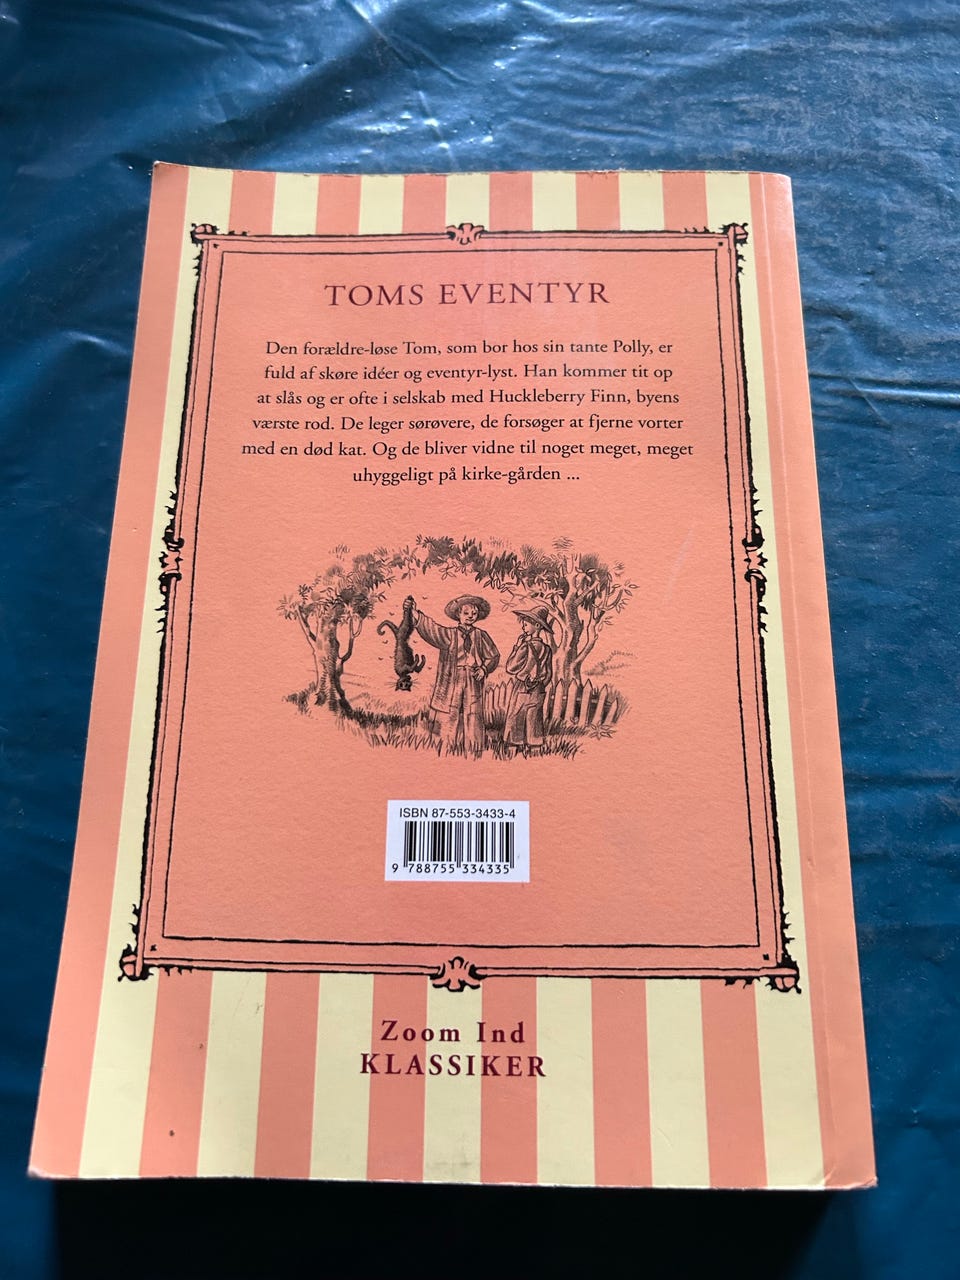 TOMS EVENTYR
Den forældre-løse Tom, som bor hos sin tante Polly, er
fuld af skøre idéer og eventyr-lyst. Han kommer tit op
at slås og er ofte i selskab med Huckleberry Finn, byens
værste rod. De leger sørøvere, de forsøger at fjerne vorter
med en død kat. Og de bliver vidne til noget meget, meget
uhyggeligt på kirke-gården ...
ISBN 87-553-3433-4
9 788755 334335
Zoom Ind
KLASSIKER